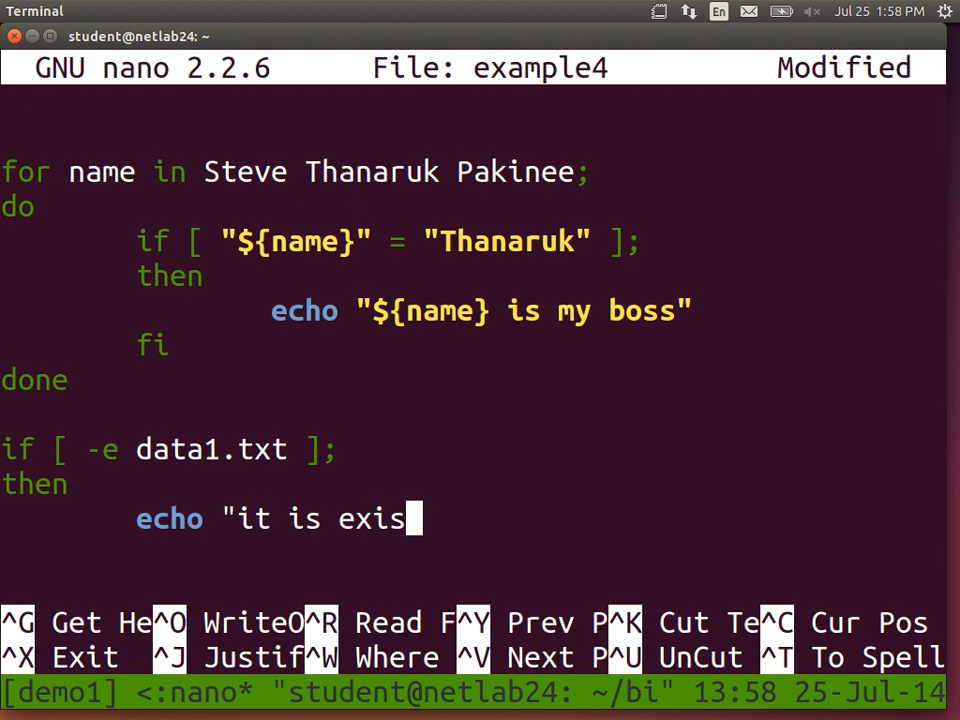 Terminal En Jul 25 1:58 PM
student@netlab24: ~
GNU nano 2.2.6 File: example4 Modified
for name in Steve Thanaruk Pakinee;
do
if [ "${name}" = "Thanaruk" ];
then
echo "${name} is my boss"
fi
done
if [ -e data1.txt ];
then
echo "it is exis
^G Get He^O WriteO^R Read F^Y Prev P^K Cut Te^C Cur Pos
^X Exit ^J Justif^W Where ^V Next P^U UnCut ^T To Spell
[demo1] <:nano* "student@netlab24: ~/bi" 13:58 25-Jul-14